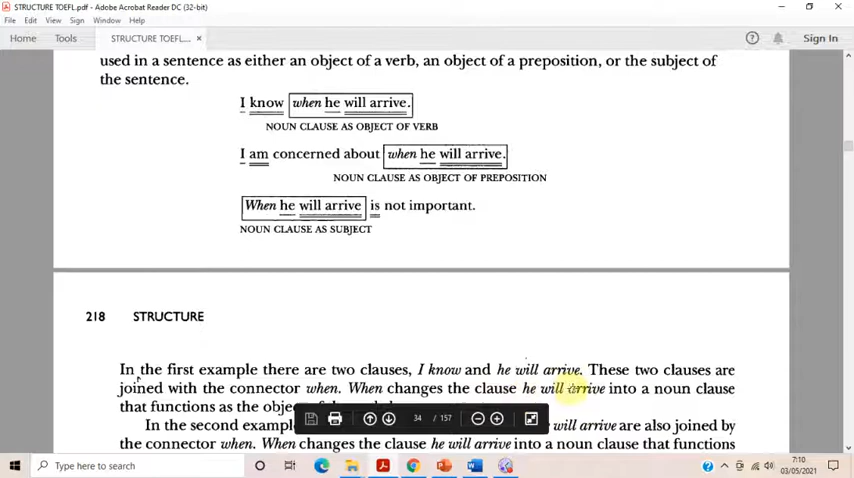 STRUCTURE TOEFL.pdf - Adobe Acrobat Reader DC (32-bit)
File Edit View Sign Window Help
Home Tools STRUCTURE TOEFL.... × Sign In
used in a sentence as either an object of a verb, an object of a preposition, or the subject of
the sentence.
I know when he will arrive.
NOUN CLAUSE AS OBJECT OF VERB
I am concerned about when he will arrive.
NOUN CLAUSE AS OBJECT OF PREPOSITION
When he will arrive is not important.
NOUN CLAUSE AS SUBJECT
218 STRUCTURE
In the first example there are two clauses, I know and he will arrive. These two clauses are
joined with the connector when. When changes the clause he will arrive into a noun clause
that functions as the
34 / 157
In the second will arrive are also joined by
the connector when. When changes the clause he will arrive into a noun clause that functions
Type here to search
7:10
03/05/2021